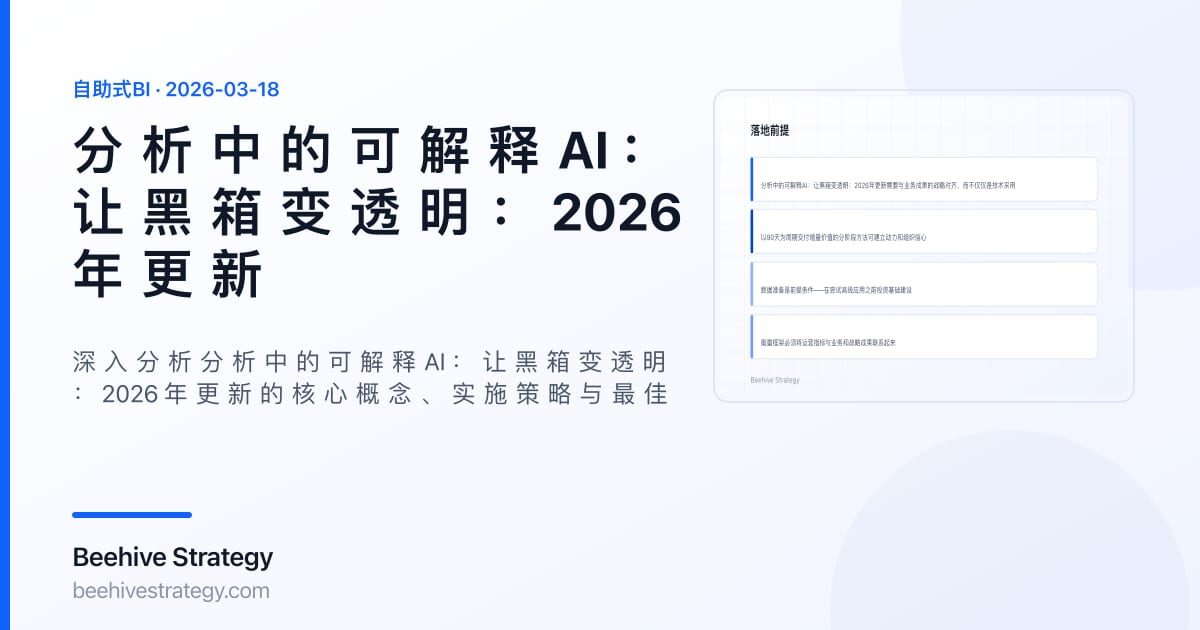 自助式BI · 2026-03-18
分析中的可解释AI：
让黑箱变透明：2026
年更新
深入分析分析中的可解释AI：让黑箱变透明
：2026年更新的核心概念、实施策略与最佳
Beehive Strategy
beehivestrategy.com
落地前提
分析中的可解释AI：让黑箱变透明：2026年更新需要与业务成果的战略对齐，而不仅仅是技术采用
以90天为周期交付增量价值的分阶段方法可建立动力和组织信心
数据准备是前提条件——在尝试高级应用之前投资基础建设
衡量框架必须将运营指标与业务和战略成果联系起来
Beehive Strategy